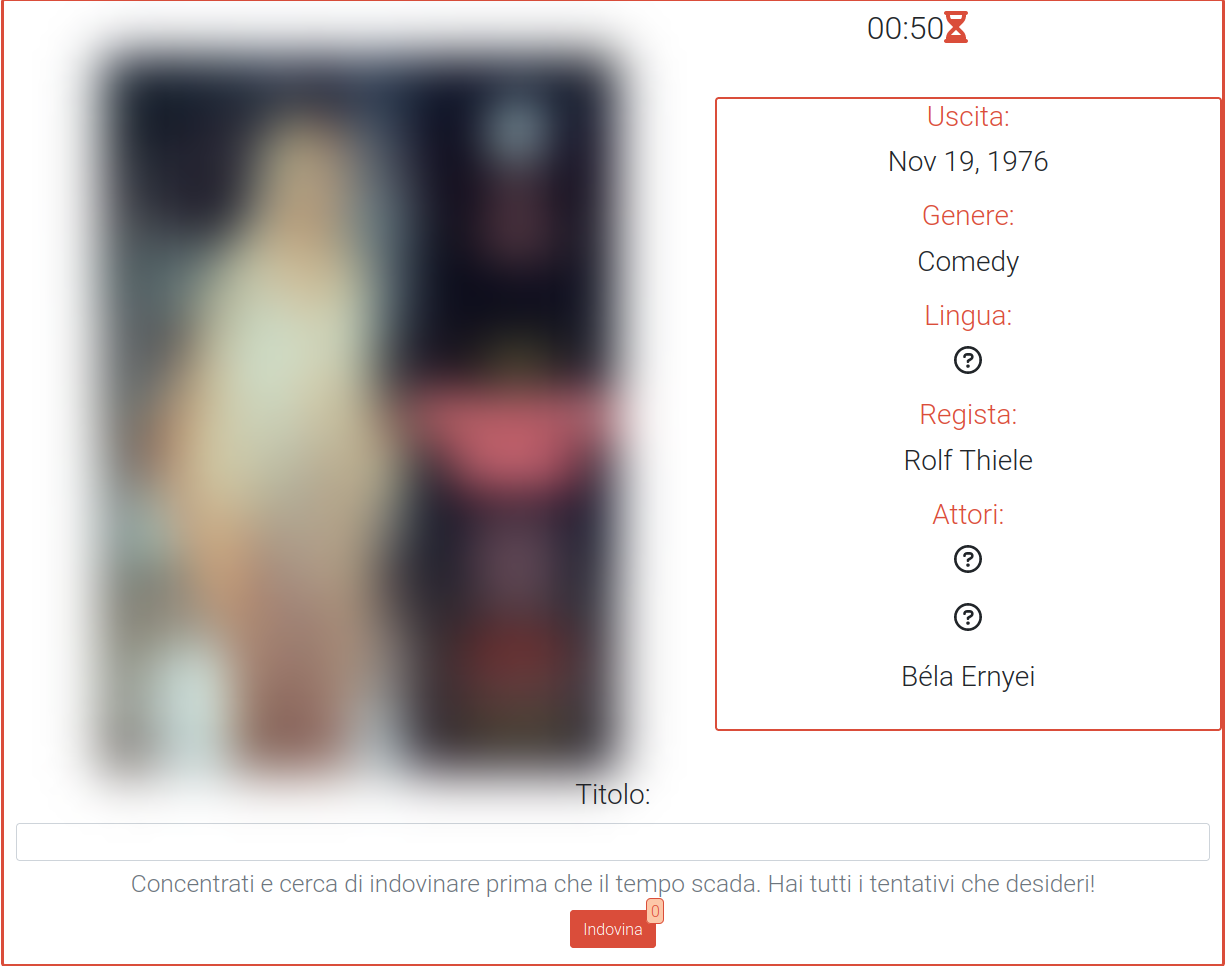 00:50
Uscita:
Nov 19, 1976
Genere:
Comedy
Lingua:
Regista:
Rolf Thiele
Attori:
Béla Ernyei
Titolo:
Concentrati e cerca di indovinare prima che il tempo scada. Hai tutti i tentativi che desideri!
Indovina 0